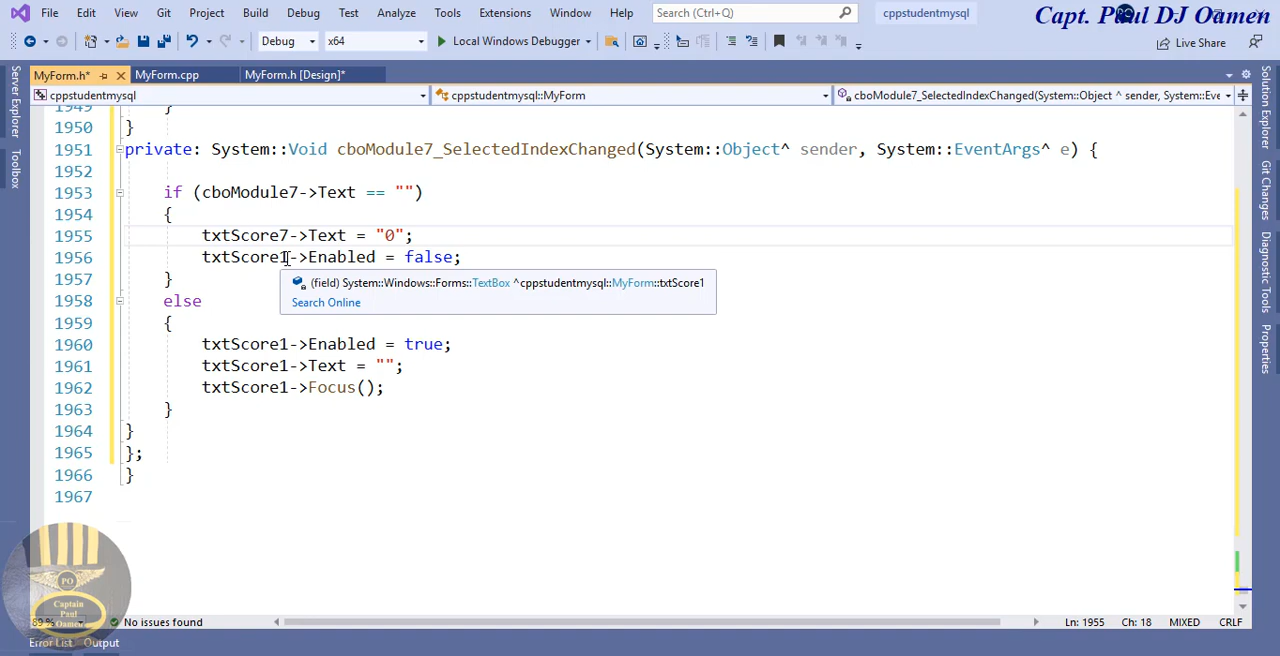 File Edit View Git Project Build Debug Test Analyze Tools Extensions Window Help Search (Ctrl+Q) cppstudentmysql
Capt. Paul DJ Oamen
Debug x64 Local Windows Debugger Live Share
MyForm.h* MyForm.cpp MyForm.h [Design]*
cppstudentmysql cppstudentmysql::MyForm cboModule7_SelectedIndexChanged(System::Object ^ sender, System::Eve
Server Explorer
Toolbox
1949 }
1950 }
1951 private: System::Void cboModule7_SelectedIndexChanged(System::Object^ sender, System::EventArgs^ e) {
1952
1953 if (cboModule7->Text == "")
1954 {
1955 txtScore7->Text = "0";
1956 txtScore1->Enabled = false;
1957 }
(field) System::Windows::Forms::TextBox ^cppstudentmysql::MyForm::txtScore1
1958 else
Search Online
1959 {
1960 txtScore1->Enabled = true;
1961 txtScore1->Text = "";
1962 txtScore1->Focus();
1963 }
1964 }
1965 };
1966 }
1967
Solution Explorer
Git Changes
Diagnostic Tools
Properties
PO
Captain
Paul
Oamen
89 % No issues found Ln: 1955 Ch: 18 MIXED CRLF
Error List Output